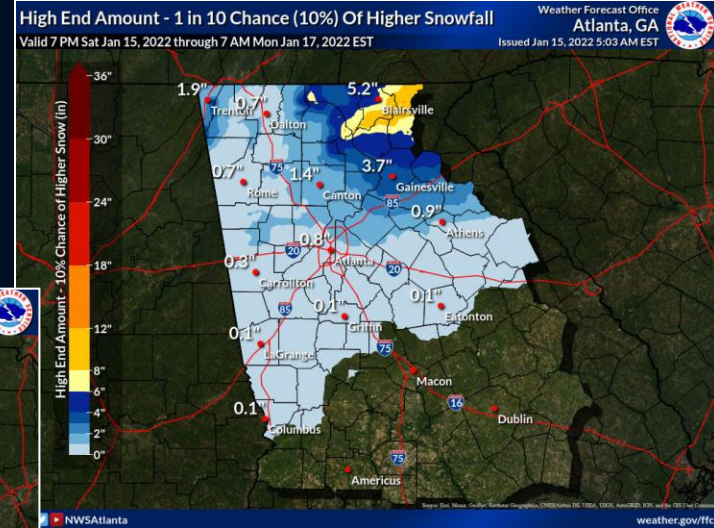 High End Amount - 1 in 10 Chance (10%) Of Higher Snowfall
Valid 7 PM Sat Jan 15, 2022 through 7 AM Mon Jan 17, 2022 EST
Weather Forecast Office
Atlanta, GA
Issued Jan 15, 2022 5:03 AM EST
High End Amount - 10% Chance of Higher Snow (in)
36"
30"
24"
18"
12"
8"
6"
4"
2"
0"
1.9"
Trenton
0.7"
Dalton
5.2"
Blairsville
75
0.7"
Rome
1.4"
Canton
3.7"
Gainesville
85
0.9"
Athens
20
0.8"
Atlanta
20
0.3"
Carrollton
85
0.1"
Griffin
0.1"
Eatonton
0.1"
LaGrange
75
Macon
0.1"
Columbus
16
Dublin
75
Americus
NWSAtlanta
weather.gov/ffc